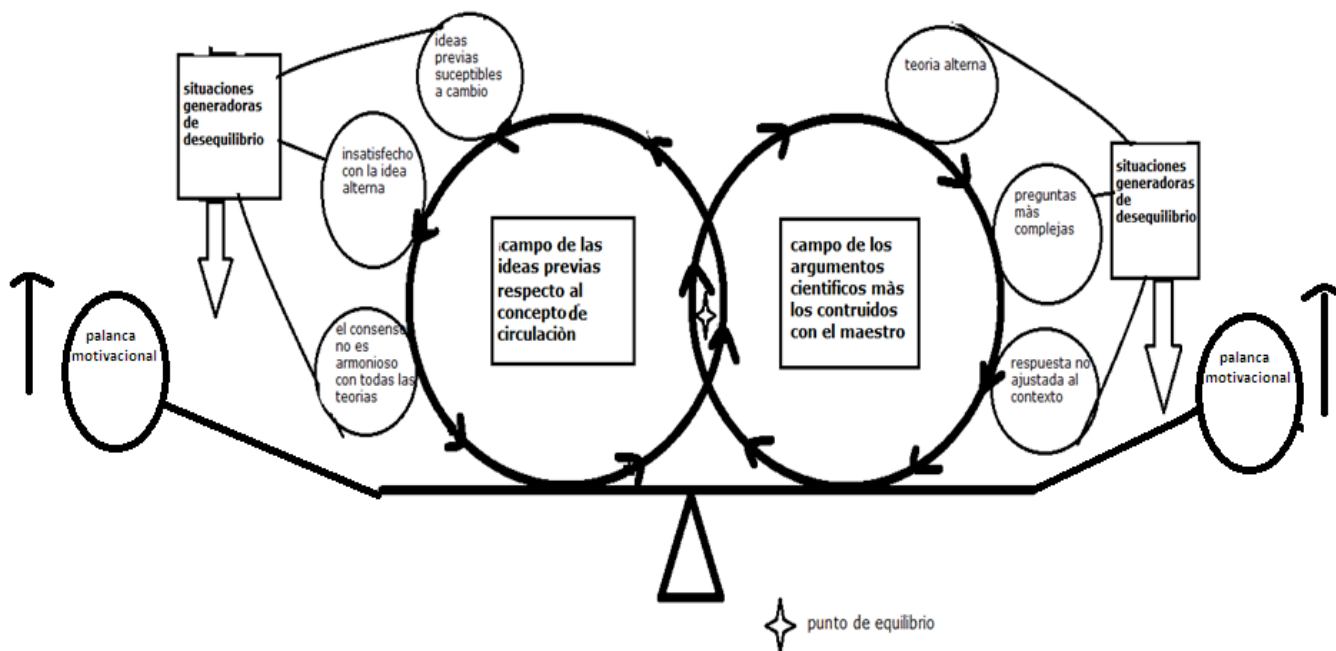 situaciones
generadoras
de
desequilibrio
ideas
previas
suceptibles
a cambio
insatisfecho
con la idea
alterna
el consenso
no es
armonioso
con todas las
teorias
palanca
motivacional
campo de las
ideas previas
respecto al
concepto de
circulaciòn
campo de los
argumentos
cientificos màs
los contruidos
con el maestro
teoria alterna
preguntas
màs
complejas
respuesta no
ajustada al
contexto
situaciones
generadoras
de
desequilibrio
palanca
motivacional
punto de equilibrio